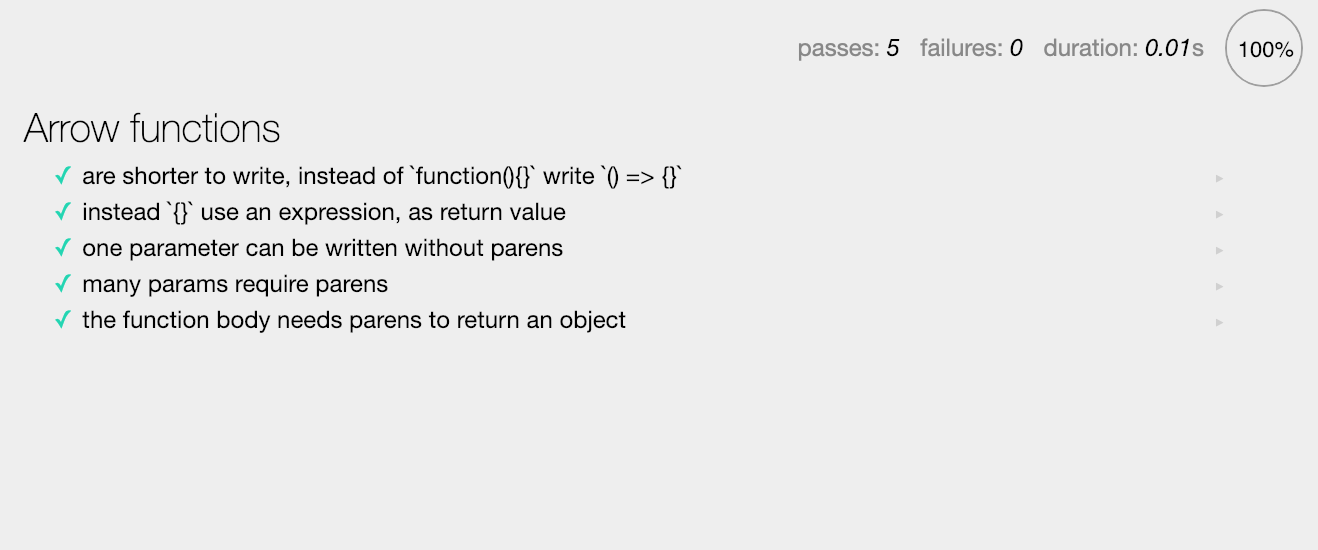 passes: 5 failures: 0 duration: 0.01s 100%
Arrow functions
✓ are shorter to write, instead of `function(){}` write `() => {}`
✓ instead `{}` use an expression, as return value
✓ one parameter can be written without parens
✓ many params require parens
✓ the function body needs parens to return an object